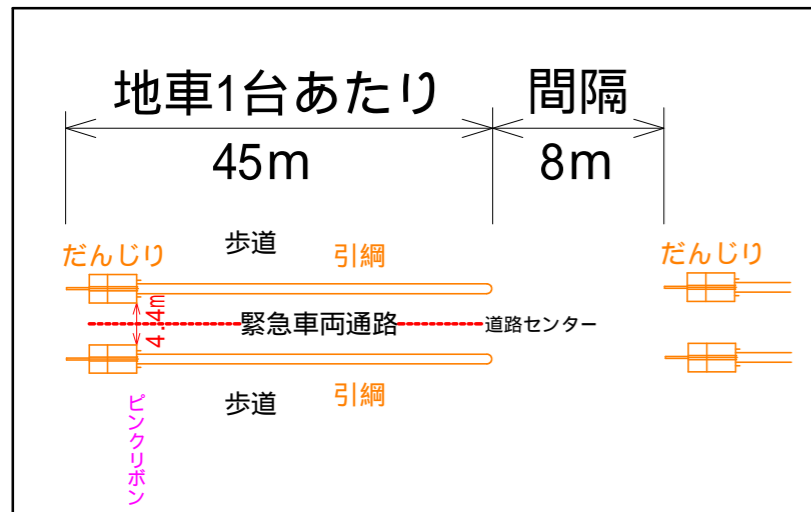 地車1台あたり
間隔
45m
8m
歩道
だんじり
引綱
だんじり
4.4m
緊急車両通路
道路センター
歩道
引綱
ピンクリボン